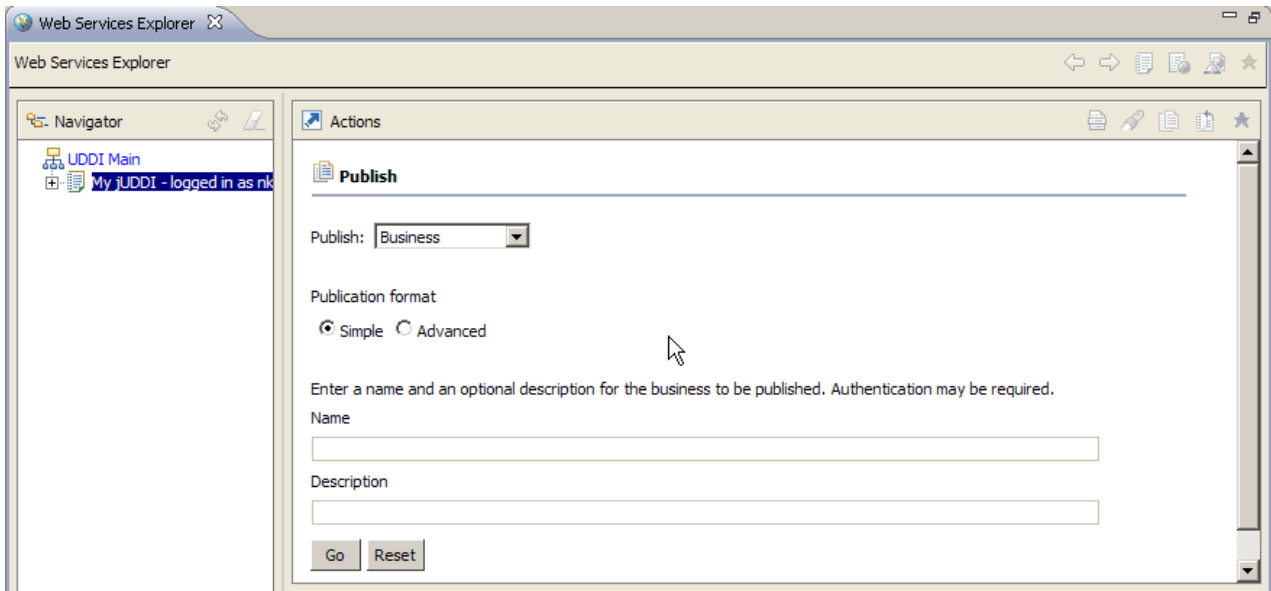 Web Services Explorer
Web Services Explorer
Navigator
UDDI Main
My jUDDI - logged in as nk
Actions
Publish
Publish: Business
Publication format
Simple Advanced
Enter a name and an optional description for the business to be published. Authentication may be required.
Name
Description
Go Reset